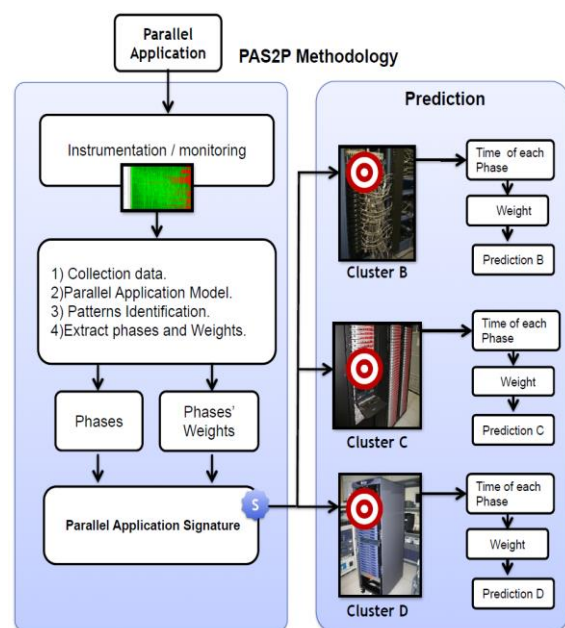 Parallel
Application
PAS2P Methodology
Instrumentation / monitoring
1) Collection data.
2)Parallel Application Model.
3) Patterns Identification.
4)Extract phases and Weights.
Phases
Phases'
Weights
Parallel Application Signature
S
Prediction
Cluster B
Time of each
Phase
Weight
Prediction B
Cluster C
Time of each
Phase
Weight
Prediction C
Cluster D
Time of each
Phase
Weight
Prediction D